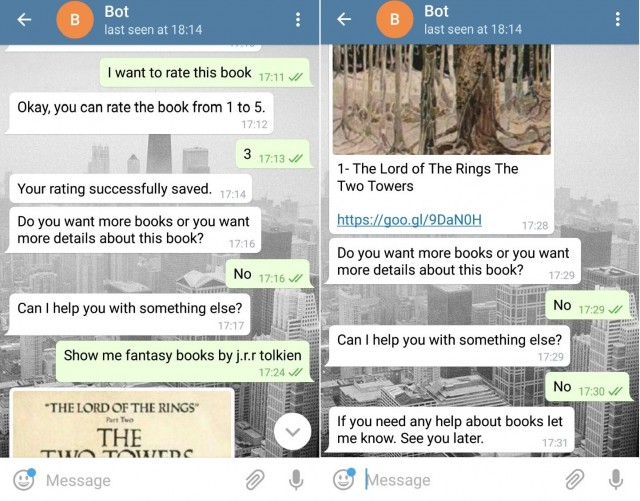 Bot
last seen at 18:14
I want to rate this book
17:11
Okay, you can rate the book from 1 to 5.
17:12
3 17:13
Your rating successfully saved. 17:14
Do you want more books or you want
more details about this book? 17:16
No 17:16
Can I help you with something else?
17:17
Show me fantasy books by j.r.r tolkien
17:24
"THE LORD OF THE RINGS"
PART TWO
THE
TWO TOWERS
Message
Bot
last seen at 18:14
1- The Lord of The Rings The
Two Towers
https://goo.gl/9DaN0H
17:28
Do you want more books or you want
more details about this book? 17:29
No 17:29
Can I help you with something else?
17:29
No 17:30
If you need any help about books let
me know. See you later. 17:31
Message